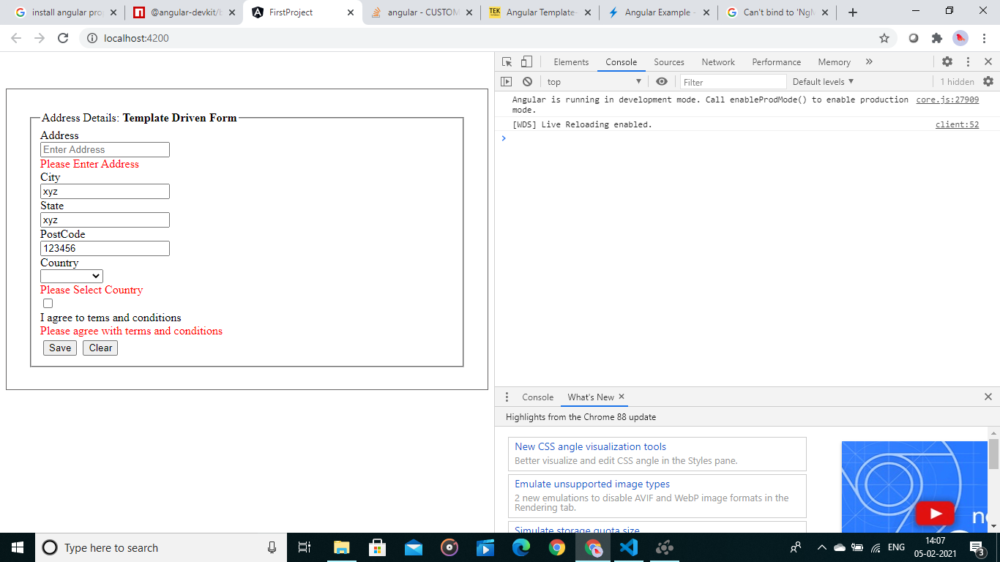 install angular pro
@angular-devkit/b
FirstProject
angular - CUSTOM
TEK
Angular Template-
Angular Example -
Can't bind to 'NgM
localhost:4200
Elements Console Sources Network Performance Memory
top Filter Default levels 1 hidden
Angular is running in development mode. Call enableProdMode() to enable production core.js:27909
mode.
[WDS] Live Reloading enabled. client:52
Address Details: Template Driven Form
Address
Enter Address
Please Enter Address
City
xyz
State
xyz
PostCode
123456
Country
Please Select Country
I agree to tems and conditions
Please agree with terms and conditions
Save Clear
Console What's New
Highlights from the Chrome 88 update
New CSS angle visualization tools
Better visualize and edit CSS angle in the Styles pane.
Emulate unsupported image types
2 new emulations to disable AVIF and WebP image formats in the
Rendering tab.
Simulate storage quota size
Type here to search
ENG
14:07
05-02-2021
3